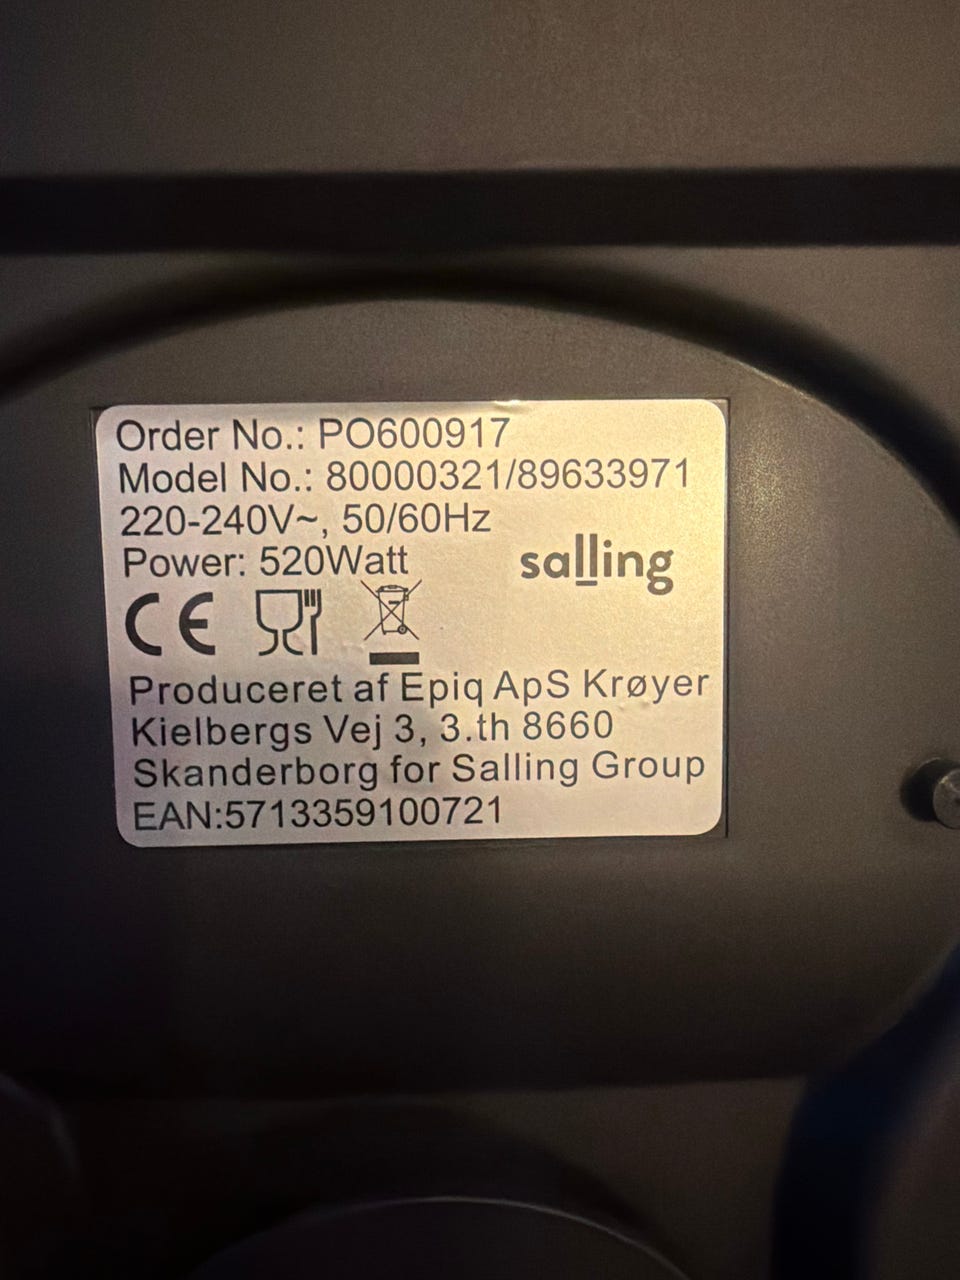 Order No.: PO600917
Model No.: 80000321/89633971
220-240V~, 50/60Hz
Power: 520Watt
salling
CE
Produceret af Epiq ApS Krøyer
Kielbergs Vej 3, 3.th 8660
Skanderborg for Salling Group
EAN:5713359100721